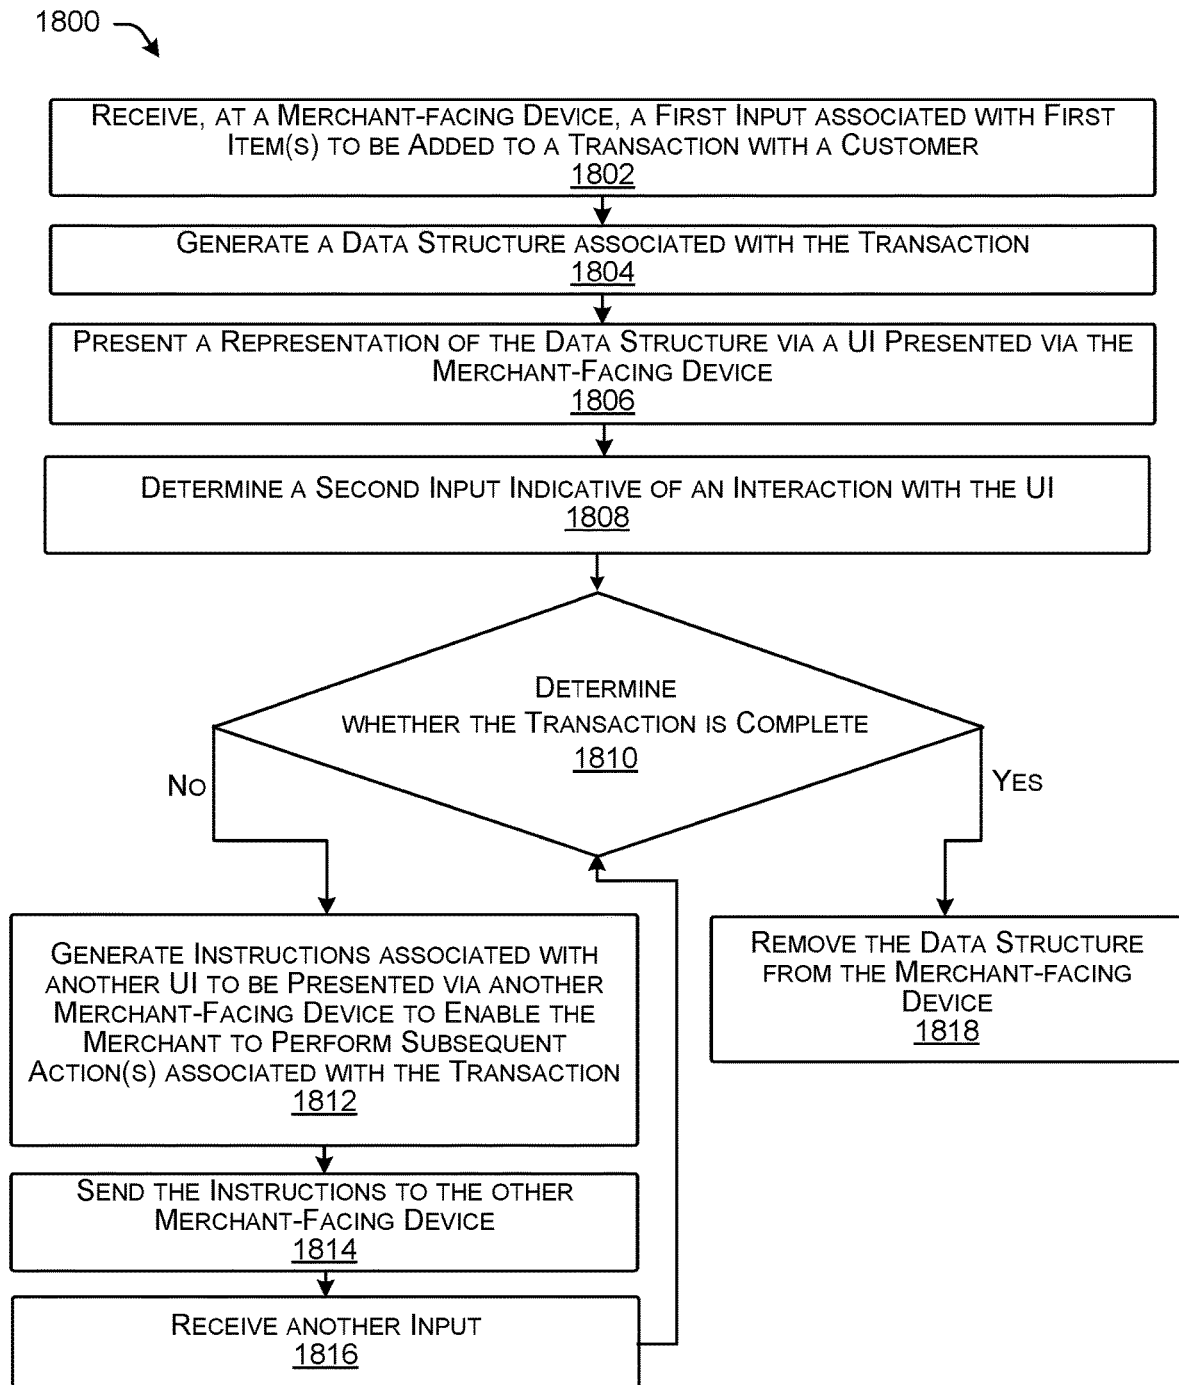 1800
RECEIVE, AT A MERCHANT-FACING DEVICE, A FIRST INPUT ASSOCIATED WITH FIRST
ITEM(S) TO BE ADDED TO A TRANSACTION WITH A CUSTOMER
1802
GENERATE A DATA STRUCTURE ASSOCIATED WITH THE TRANSACTION
1804
PRESENT A REPRESENTATION OF THE DATA STRUCTURE VIA A UI PRESENTED VIA THE
MERCHANT-FACING DEVICE
1806
DETERMINE A SECOND INPUT INDICATIVE OF AN INTERACTION WITH THE UI
1808
DETERMINE
WHETHER THE TRANSACTION IS COMPLETE
1810
NO
YES
GENERATE INSTRUCTIONS ASSOCIATED WITH
ANOTHER UI TO BE PRESENTED VIA ANOTHER
MERCHANT-FACING DEVICE TO ENABLE THE
MERCHANT TO PERFORM SUBSEQUENT
ACTION(S) ASSOCIATED WITH THE TRANSACTION
1812
SEND THE INSTRUCTIONS TO THE OTHER
MERCHANT-FACING DEVICE
1814
RECEIVE ANOTHER INPUT
1816
REMOVE THE DATA STRUCTURE
FROM THE MERCHANT-FACING
DEVICE
1818